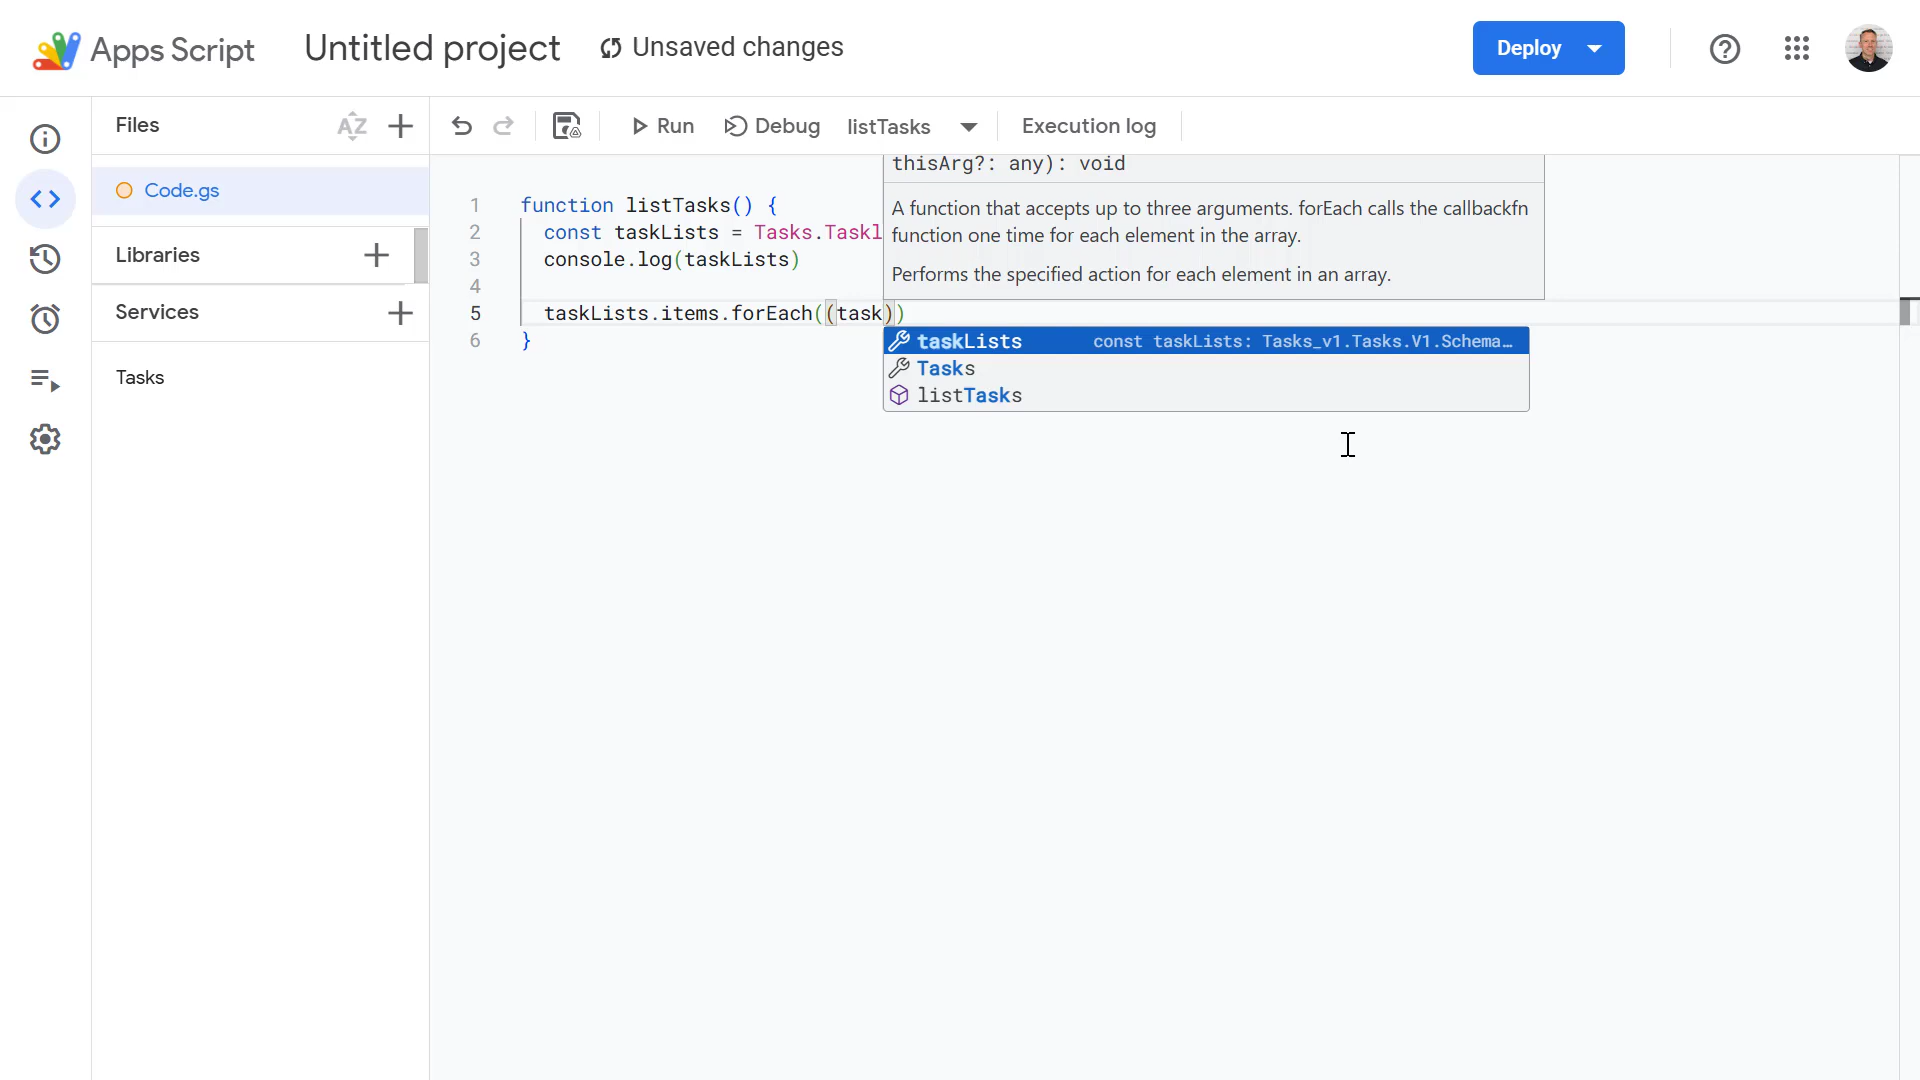 Apps Script
Untitled project
Unsaved changes
Deploy
Files
AZ
Run
Debug
listTasks
Execution log
Code.gs
Libraries
Services
Tasks
thisArg?: any): void
A function that accepts up to three arguments. forEach calls the callbackfn
function one time for each element in the array.
Performs the specified action for each element in an array.
1 function listTasks() {
2 const taskLists = Tasks.Taskl
3 console.log(taskLists)
4
5 taskLists.items.forEach((task))
6 }
taskLists const taskLists: Tasks_v1.Tasks.V1.Schema…
Tasks
listTasks